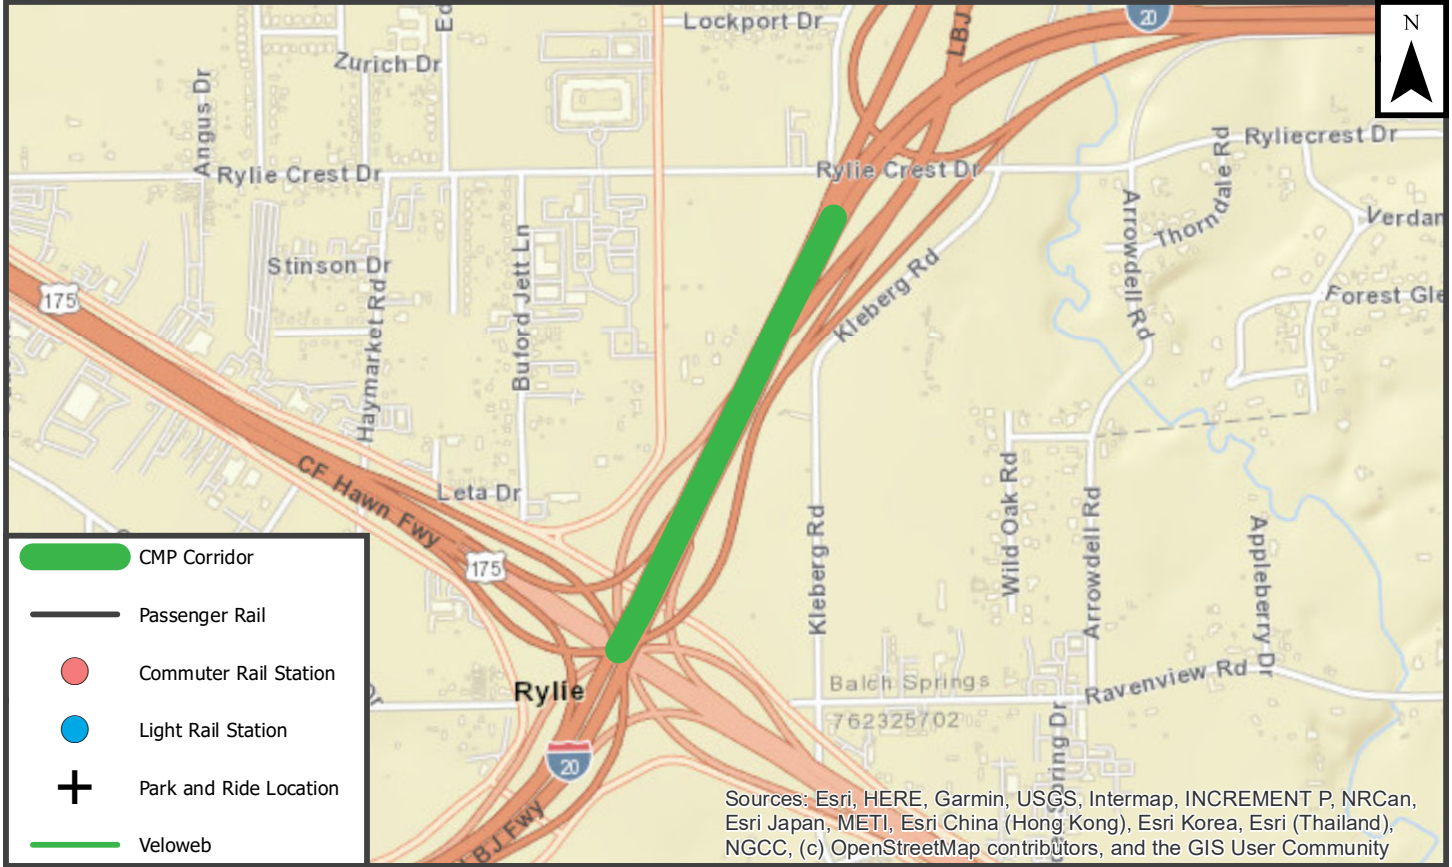 Lockport Dr
Ed
Zurich Dr
LBJ
20
N
Angus Dr
Rylie Crest Dr
Rylie Crest Dr
Ryliecrest Dr
Thorndale Rd
Arrowdell Rd
Verdan
Stinson Dr
Buford Jett Ln
Kleberg Rd
175
Forest Gle
Haymarket Rd
CF Hawn Fwy
Leta Dr
175
Kleberg Rd
Wild Oak Rd
Arrowdell Rd
Appleberry Dr
Rylie
Balch Springs
762325702
Ravenview Rd
Dr
20
LBJ Fwy
Spring Dr
CMP Corridor
Passenger Rail
Commuter Rail Station
Light Rail Station
Park and Ride Location
Veloweb
Sources: Esri, HERE, Garmin, USGS, Intermap, INCREMENT P, NRCan,
Esri Japan, METI, Esri China (Hong Kong), Esri Korea, Esri (Thailand),
NGCC, (c) OpenStreetMap contributors, and the GIS User Community